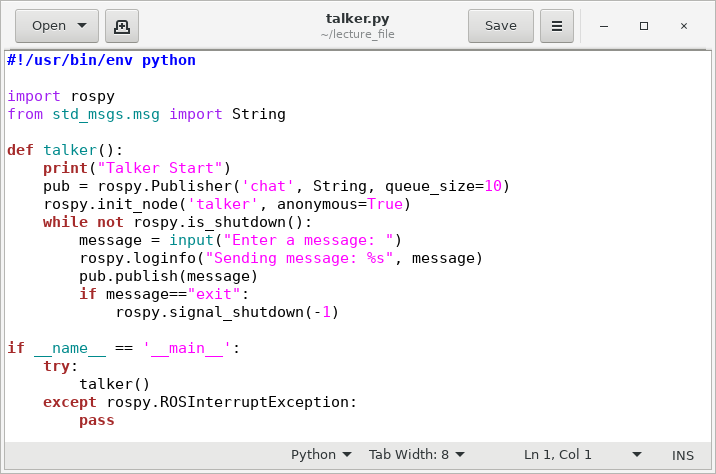 Open
talker.py
~/lecture_file
Save
#!/usr/bin/env python

import rospy
from std_msgs.msg import String

def talker():
    print("Talker Start")
    pub = rospy.Publisher('chat', String, queue_size=10)
    rospy.init_node('talker', anonymous=True)
    while not rospy.is_shutdown():
        message = input("Enter a message: ")
        rospy.loginfo("Sending message: %s", message)
        pub.publish(message)
        if message=="exit":
            rospy.signal_shutdown(-1)

if __name__ == '__main__':
    try:
        talker()
    except rospy.ROSInterruptException:
        pass
Python Tab Width: 8 Ln 1, Col 1 INS